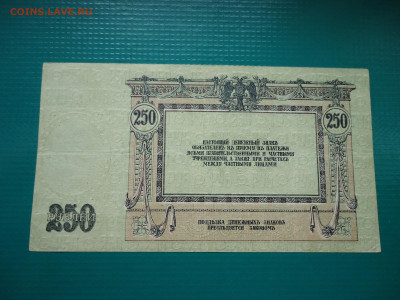 COINS.LAVE.RU
250
250
НАСТОЯЩІЙ ДЕНЕЖНЫЙ ЗНАКЪ
ОБЯЗАТЕЛЕНЪ КЪ ПРІЕМУ ВЪ ПЛАТЕЖИ
ВСѢМИ ПРАВИТЕЛЬСТВЕННЫМИ И ЧАСТНЫМИ
УЧРЕЖДЕНІЯМИ, А ТАКЖЕ ПРИ РАСЧЕТАХЪ
МЕЖДУ ЧАСТНЫМИ ЛИЦАМИ
250
РУБЛЕЙ
ПОДДѢЛКА ДЕНЕЖНЫХЪ ЗНАКОВЪ
ПРЕСЛѢДУЕТСЯ ЗАКОНОМЪ